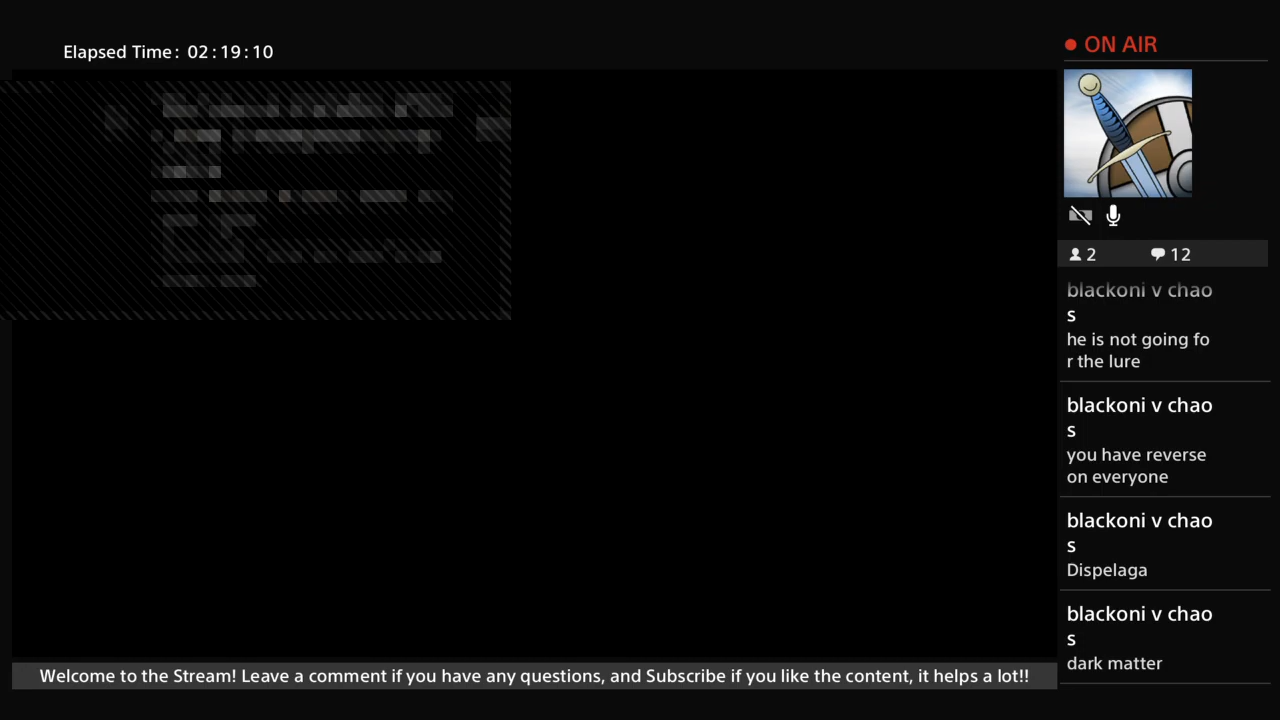 Elapsed Time: 02:19:10
ON AIR
2 12
blackoni v chao
s
he is not going fo
r the lure
blackoni v chao
s
you have reverse
on everyone
blackoni v chao
s
Dispelaga
blackoni v chao
s
dark matter
Welcome to the Stream! Leave a comment if you have any questions, and Subscribe if you like the content, it helps a lot!!